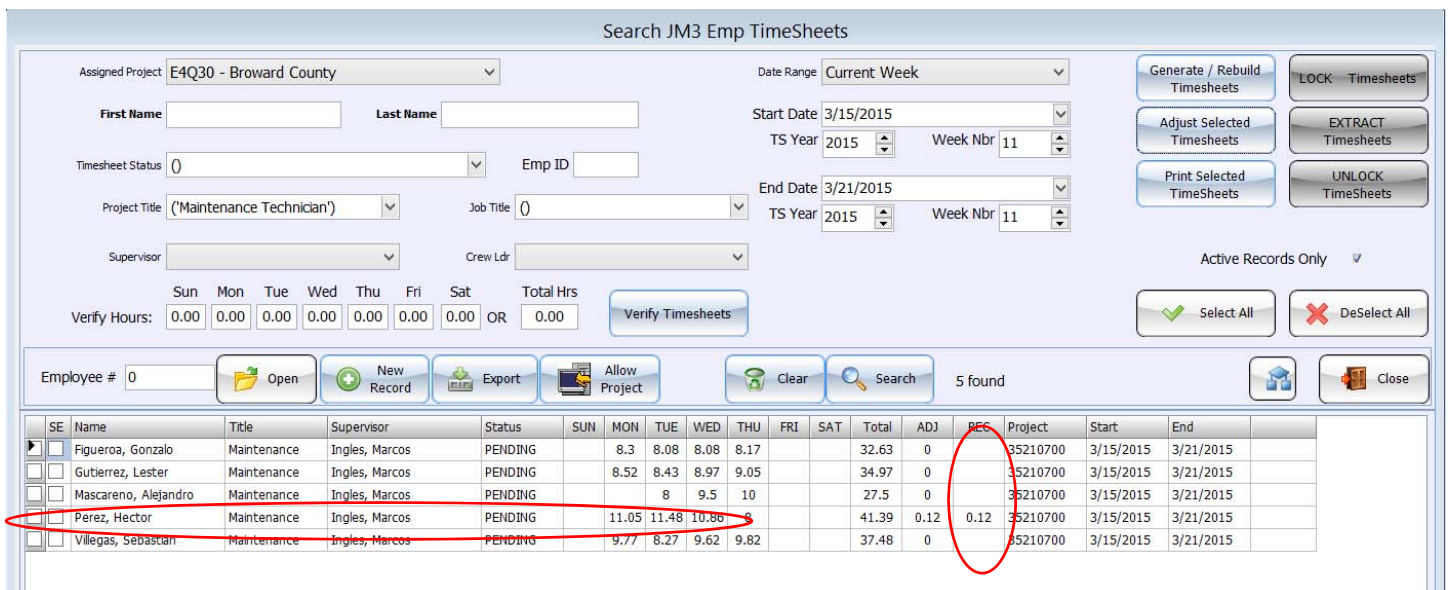 Search JM3 Emp TimeSheets
Assigned Project E4Q30 - Broward County Date Range Current Week Generate / Rebuild Timesheets LOCK Timesheets
First Name Last Name Start Date 3/15/2015
TS Year 2015 Week Nbr 11 Adjust Selected Timesheets EXTRACT Timesheets
Timesheet Status () Emp ID
End Date 3/21/2015 Print Selected TimeSheets UNLOCK TimeSheets
Project Title ('Maintenance Technician') Job Title () TS Year 2015 Week Nbr 11
Supervisor Crew Ldr Active Records Only
Sun Mon Tue Wed Thu Fri Sat Total Hrs
Verify Hours: 0.00 0.00 0.00 0.00 0.00 0.00 0.00 OR 0.00 Verify Timesheets Select All DeSelect All
Employee # 0 Open New Record Export Allow Project Clear Search 5 found Close
SE Name Title Supervisor Status SUN MON TUE WED THU FRI SAT Total ADJ REC Project Start End
Figueroa, Gonzalo Maintenance Ingles, Marcos PENDING 8.3 8.08 8.08 8.17 32.63 0 35210700 3/15/2015 3/21/2015
Gutierrez, Lester Maintenance Ingles, Marcos PENDING 8.52 8.43 8.97 9.05 34.97 0 35210700 3/15/2015 3/21/2015
Mascareno, Alejandro Maintenance Ingles, Marcos PENDING 8 9.5 10 27.5 0 35210700 3/15/2015 3/21/2015
Perez, Hector Maintenance Ingles, Marcos PENDING 11.05 11.48 10.86 8 41.39 0.12 0.12 35210700 3/15/2015 3/21/2015
Villegas, Sebastian Maintenance Ingles, Marcos PENDING 9.77 8.27 9.62 9.82 37.48 0 35210700 3/15/2015 3/21/2015